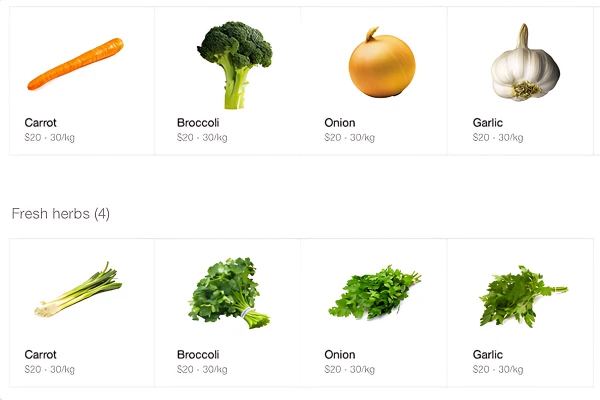 Carrot
$20 - 30/kg
Broccoli
$20 - 30/kg
Onion
$20 - 30/kg
Garlic
$20 - 30/kg
Fresh herbs (4)
Carrot
$20 - 30/kg
Broccoli
$20 - 30/kg
Onion
$20 - 30/kg
Garlic
$20 - 30/kg